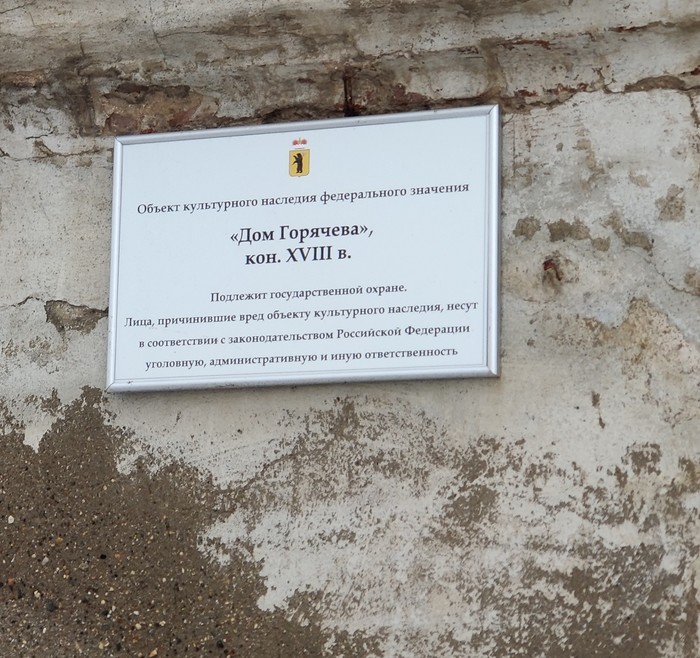 Объект культурного наследия федерального значения
«Дом Горячева»,
кон. XVIII в.
Подлежит государственной охране.
Лица, причинившие вред объекту культурного наследия, несут
в соответствии с законодательством Российской Федерации
уголовную, административную и иную ответственность